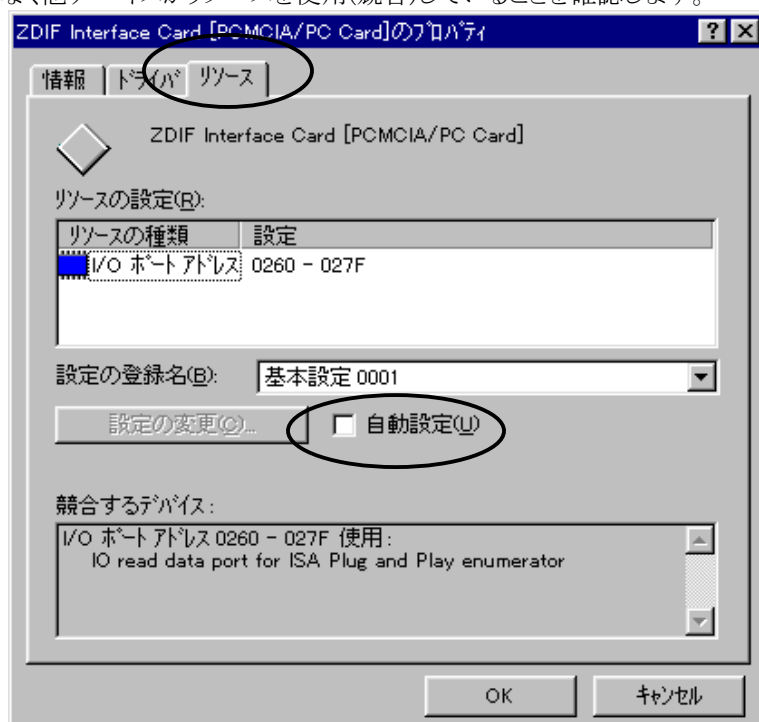 ZDIF Interface Card [PCMCIA/PC Card]のプロパティ
情報 ドライバ リソース
ZDIF Interface Card [PCMCIA/PC Card]
リソースの設定(R):
リソースの種類 設定
I/O ポート アドレス 0260 - 027F
設定の登録名(B): 基本設定 0001
設定の変更(C)... 自動設定(U)
競合するデバイス:
I/O ポート アドレス 0260 - 027F 使用:
IO read data port for ISA Plug and Play enumerator
OK キャンセル